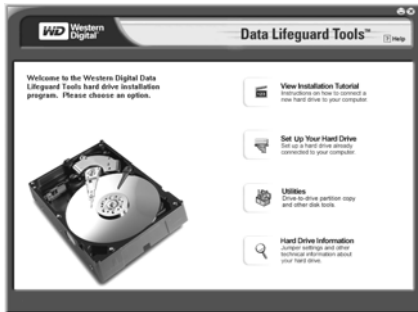 WD Western Digital
Data Lifeguard Tools™
? Help
Welcome to the Western Digital Data
Lifeguard Tools hard drive installation
program. Please choose an option.
View Installation Tutorial
Instructions on how to connect a
new hard drive to your computer.
Set Up Your Hard Drive
Set up a hard drive already
connected to your computer.
Utilities
Drive-to-drive partition copy
and other disk tools.
Hard Drive Information
Jumper settings and other
technical information about
your hard drive.